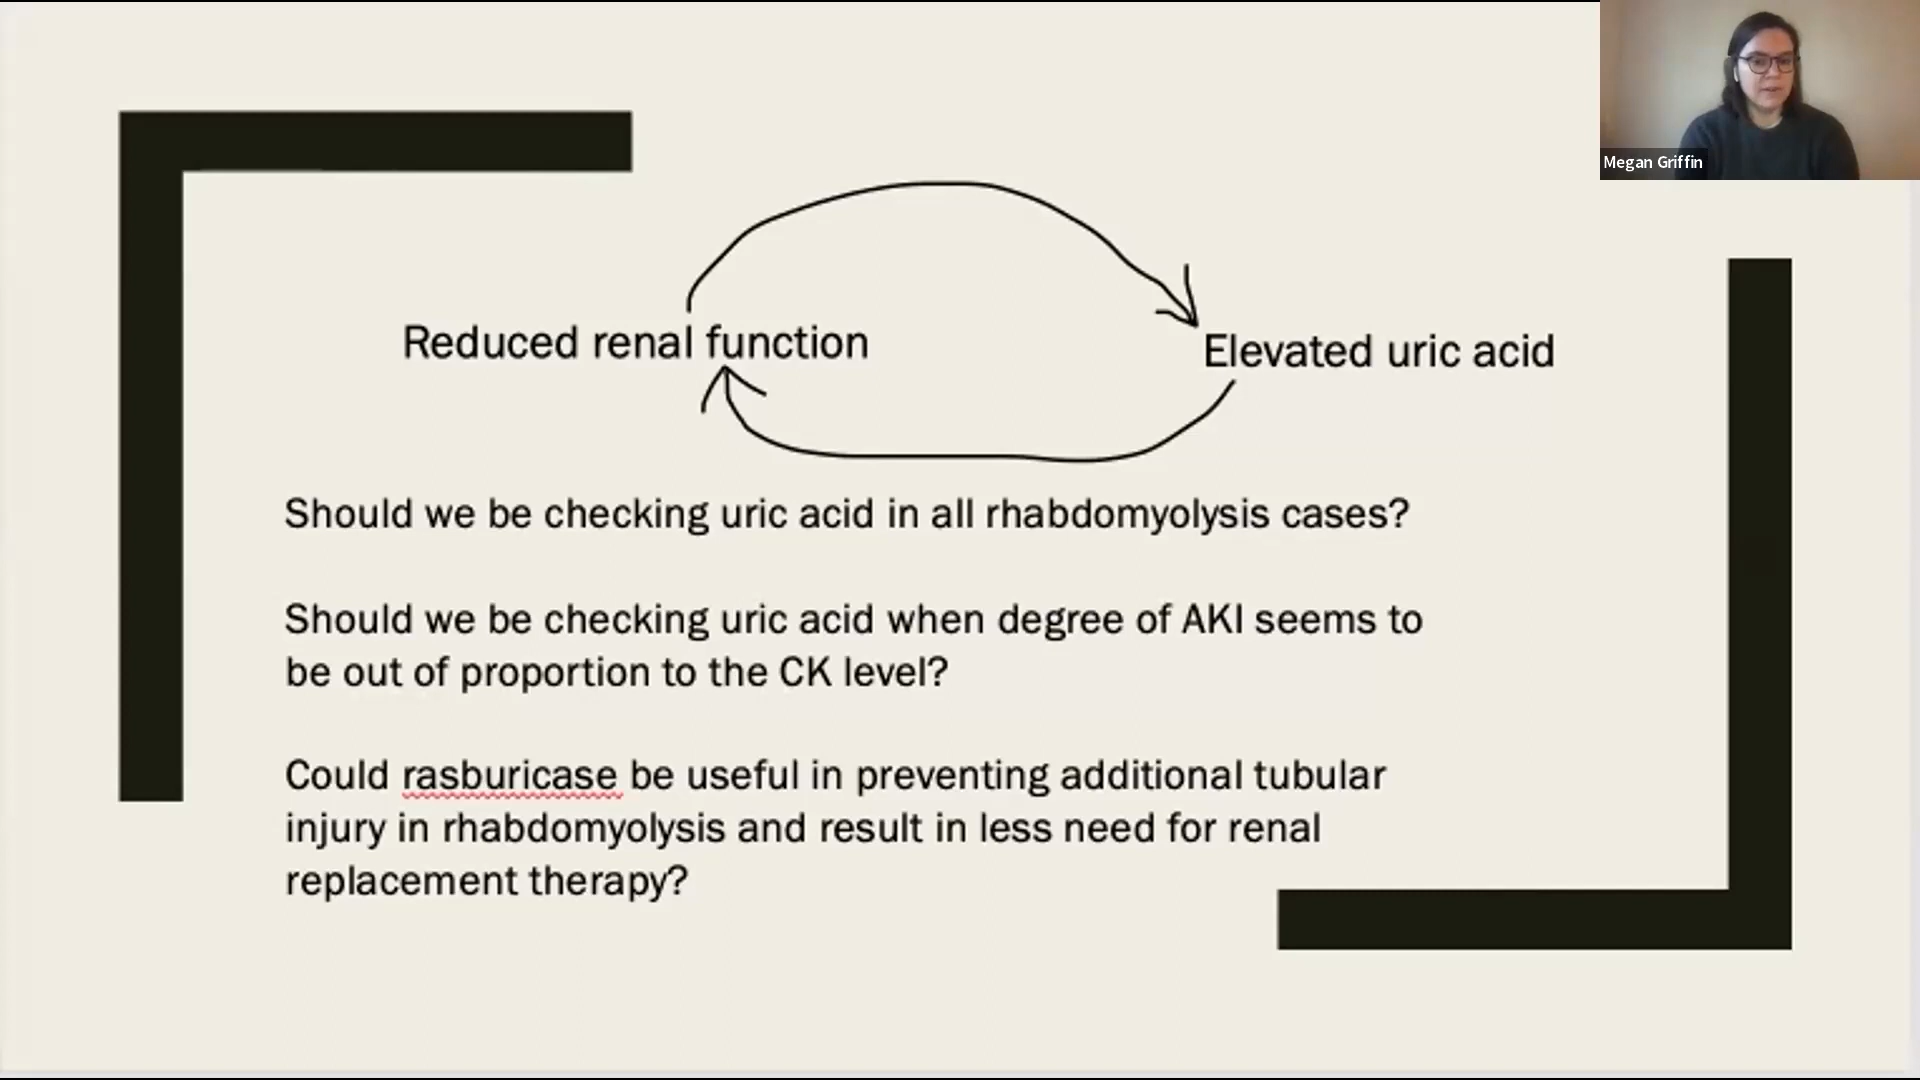 Megan Griffin
Reduced renal function
Elevated uric acid
Should we be checking uric acid in all rhabdomyolysis cases?
Should we be checking uric acid when degree of AKI seems to
be out of proportion to the CK level?
Could rasburicase be useful in preventing additional tubular
injury in rhabdomyolysis and result in less need for renal
replacement therapy?